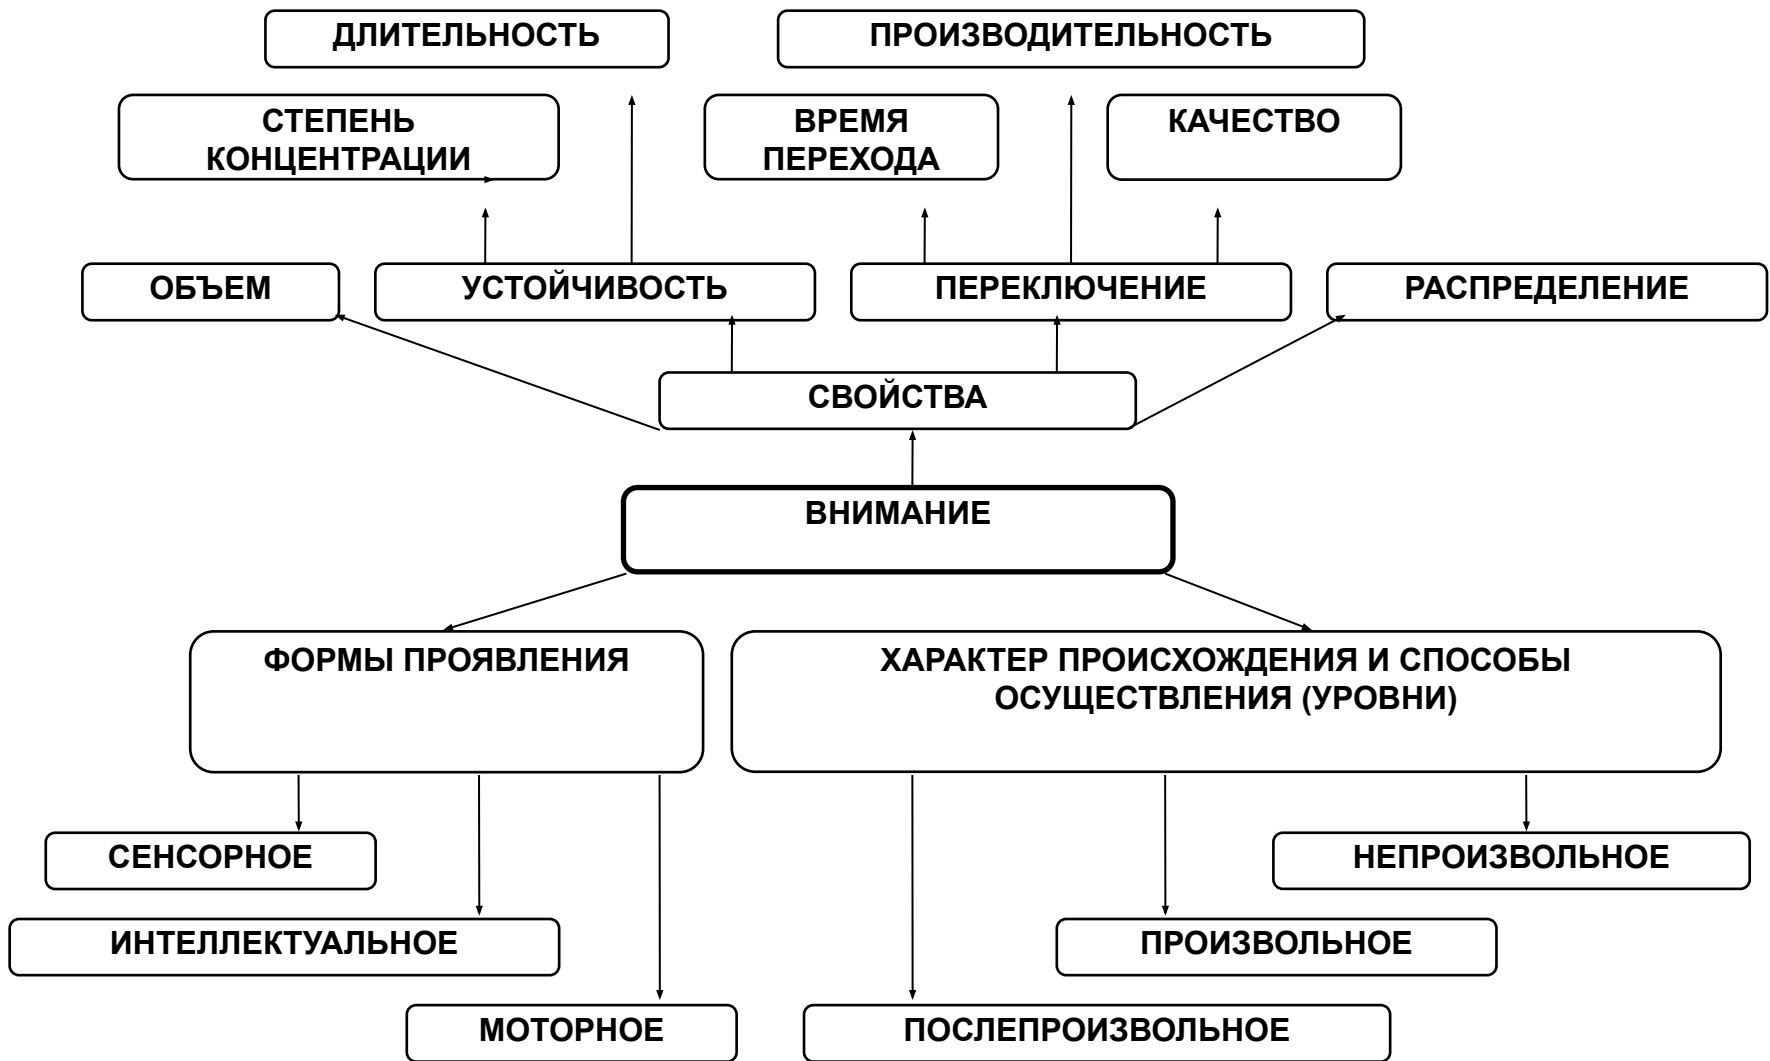 ДЛИТЕЛЬНОСТЬ
ПРОИЗВОДИТЕЛЬНОСТЬ
СТЕПЕНЬ
КОНЦЕНТРАЦИИ
ВРЕМЯ
ПЕРЕХОДА
КАЧЕСТВО
ОБЪЕМ
УСТОЙЧИВОСТЬ
ПЕРЕКЛЮЧЕНИЕ
РАСПРЕДЕЛЕНИЕ
СВОЙСТВА
ВНИМАНИЕ
ФОРМЫ ПРОЯВЛЕНИЯ
ХАРАКТЕР ПРОИСХОЖДЕНИЯ И СПОСОБЫ
ОСУЩЕСТВЛЕНИЯ (УРОВНИ)
СЕНСОРНОЕ
НЕПРОИЗВОЛЬНОЕ
ИНТЕЛЛЕКТУАЛЬНОЕ
ПРОИЗВОЛЬНОЕ
МОТОРНОЕ
ПОСЛЕПРОИЗВОЛЬНОЕ